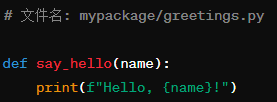 # 文件名: mypackage/greetings.py
def say_hello(name):
    print(f"Hello, {name}!")